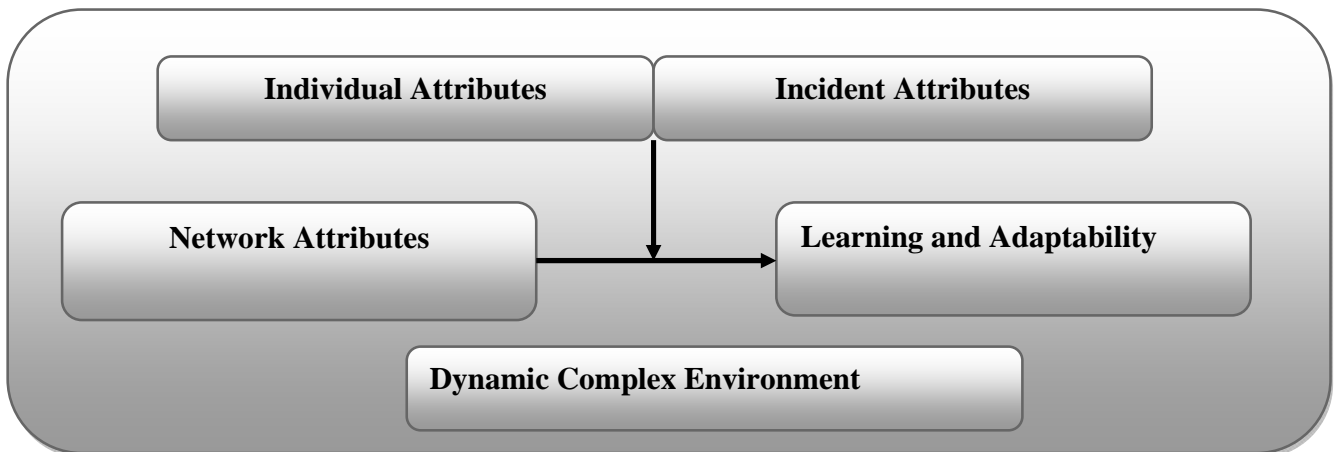 Individual Attributes
Incident Attributes
Network Attributes
Learning and Adaptability
Dynamic Complex Environment